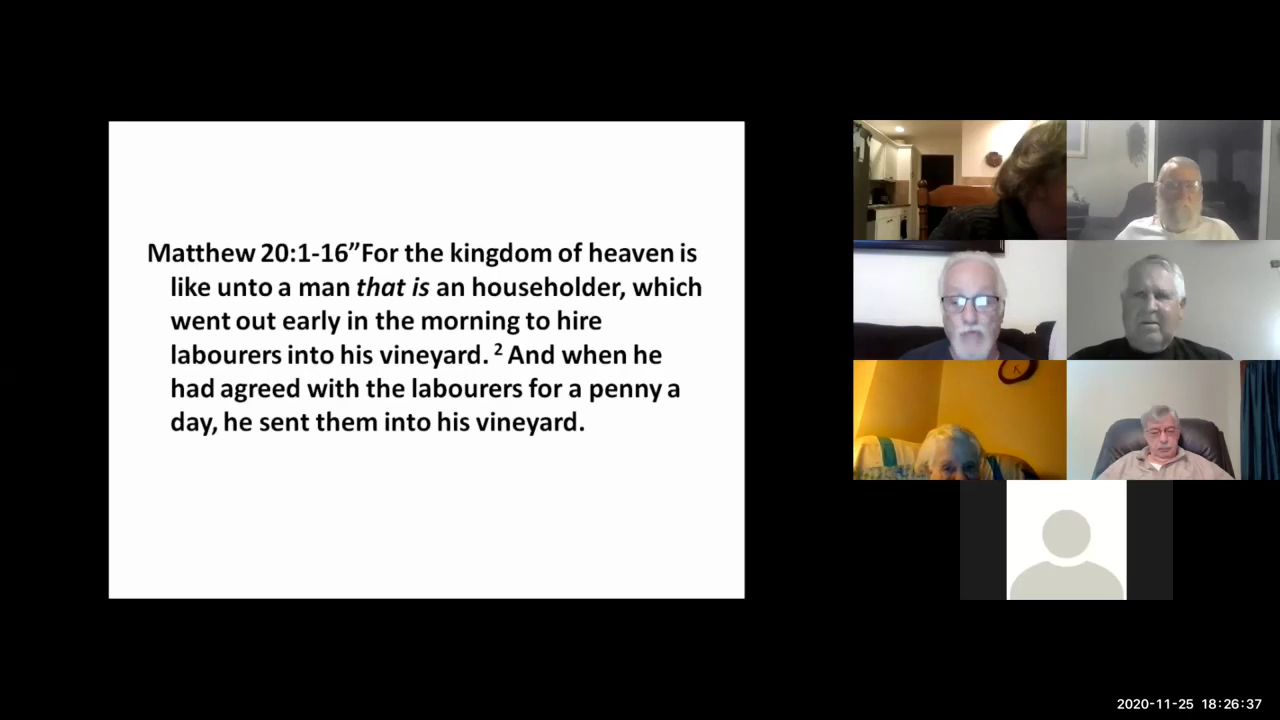 Matthew 20:1-16”For the kingdom of heaven is
like unto a man that is an householder, which
went out early in the morning to hire
labourers into his vineyard. 2 And when he
had agreed with the labourers for a penny a
day, he sent them into his vineyard.
2020-11-25 18:26:37